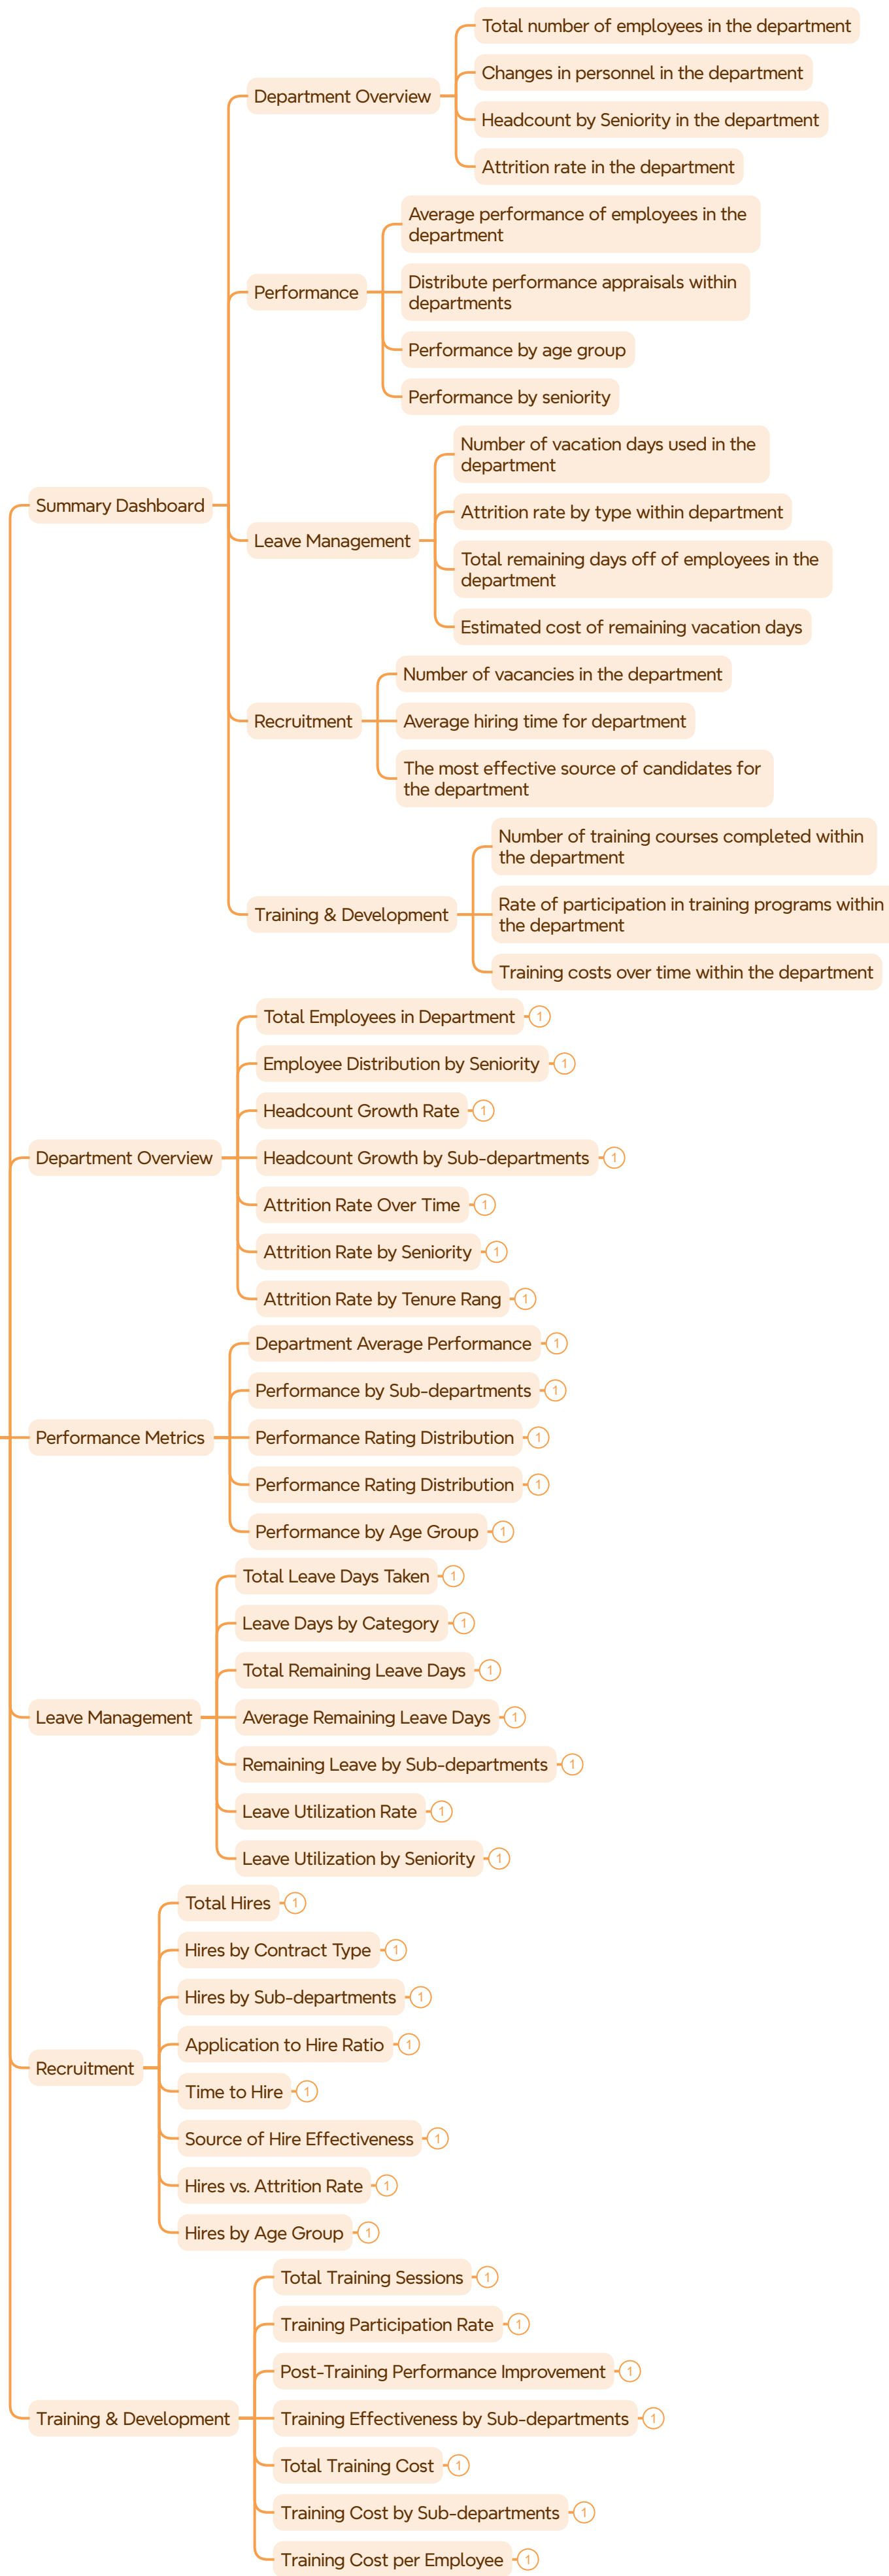 Total number of employees in the department
Changes in personnel in the department
Department Overview
Headcount by Seniority in the department
Attrition rate in the department
Average performance of employees in the
department
Performance
Distribute performance appraisals within
departments
Performance by age group
Performance by seniority
Number of vacation days used in the
department
Summary Dashboard
Attrition rate by type within department
Leave Management
Total remaining days off of employees in the
department
Estimated cost of remaining vacation days
Number of vacancies in the department
Recruitment
Average hiring time for department
The most effective source of candidates for
the department
Number of training courses completed within
the department
Training & Development
Rate of participation in training programs within
the department
Training costs over time within the department
Total Employees in Department 1
Employee Distribution by Seniority 1
Headcount Growth Rate 1
Department Overview
Headcount Growth by Sub-departments 1
Attrition Rate Over Time 1
Attrition Rate by Seniority 1
Attrition Rate by Tenure Rang 1
Department Average Performance 1
Performance by Sub-departments 1
Performance Metrics
Performance Rating Distribution 1
Performance Rating Distribution 1
Performance by Age Group 1
Total Leave Days Taken 1
Leave Days by Category 1
Total Remaining Leave Days 1
Leave Management
Average Remaining Leave Days 1
Remaining Leave by Sub-departments 1
Leave Utilization Rate 1
Leave Utilization by Seniority 1
Total Hires 1
Hires by Contract Type 1
Hires by Sub-departments 1
Application to Hire Ratio 1
Recruitment
Time to Hire 1
Source of Hire Effectiveness 1
Hires vs. Attrition Rate 1
Hires by Age Group 1
Total Training Sessions 1
Training Participation Rate 1
Post-Training Performance Improvement 1
Training & Development
Training Effectiveness by Sub-departments 1
Total Training Cost 1
Training Cost by Sub-departments 1
Training Cost per Employee 1